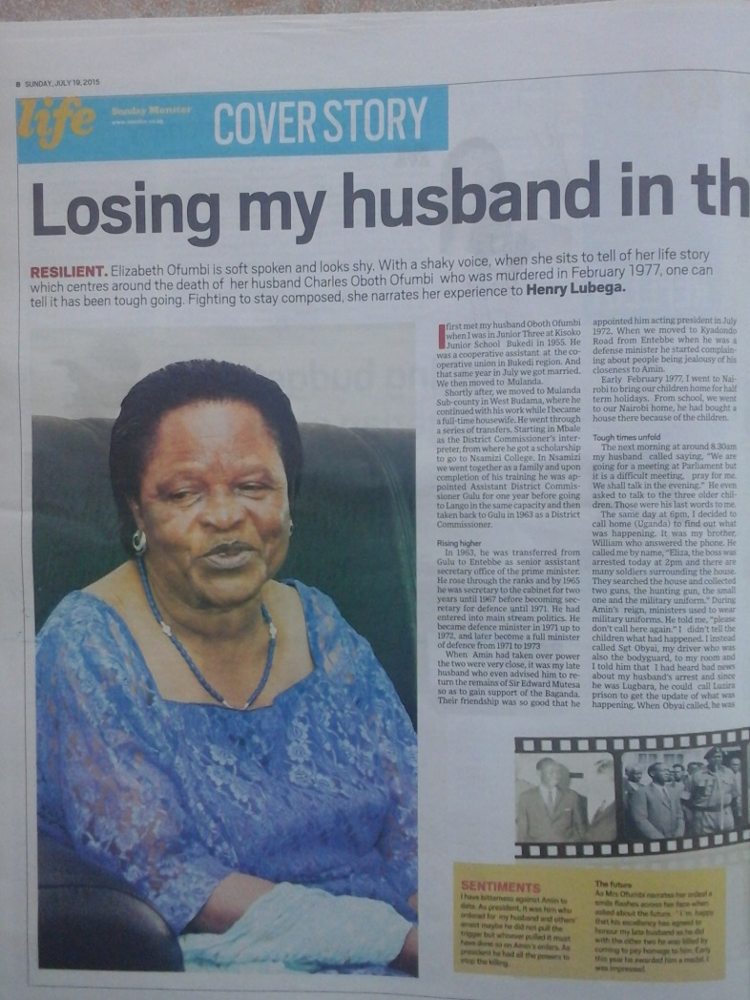 8 SUNDAY, JULY 19, 2015
life
Sunday Monitor
COVER STORY
Losing my husband in th
RESILIENT. Elizabeth Ofumbi is soft spoken and looks shy. With a shaky voice, when she sits to tell of her life story
which centres around the death of her husband Charles Oboth Ofumbi who was murdered in February 1977, one can
tell it has been tough going. Fighting to stay composed, she narrates her experience to Henry Lubega.
I first met my husband Oboth Ofumbi
when I was in Junior Three at Kisoko
Junior School Bukedi in 1955. He
was a cooperative assistant at the co-
operative union in Bukedi region. And
that same year in July we got married.
We then moved to Mulanda.
Shortly after, we moved to Mulanda
Sub-county in West Budama, where he
continued with his work while I became
a full-time housewife. He went through
a series of transfers. Starting in Mbale
as the District Commissioner's inter-
preter, from where he got a scholarship
to go to Nsamizi College. In Nsamizi
we went together as a family and upon
completion of his training he was ap-
pointed Assistant District Commis-
sioner Gulu for one year before going
to Lango in the same capacity and then
taken back to Gulu in 1963 as a District
Commissioner.
Rising higher
In 1963, he was transferred from
Gulu to Entebbe as senior assistant
secretary office of the prime minister.
He rose through the ranks and by 1965
he was secretary to the cabinet for two
years until 1967 before becoming sec-
retary for defence until 1971. He had
entered into main stream politics. He
became defence minister in 1971 up to
1972, and later become a full minister
of defence from 1971 to 1973
When Amin had taken over power
the two were very close, it was my late
husband who even advised him to re-
turn the remains of Sir Edward Mutesa
so as to gain support of the Baganda.
Their friendship was so good that he
appointed him acting president in July
1972. When we moved to Kyadondo
Road from Entebbe when he was a
defense minister he started complain-
ing about people being jealousy of his
closeness to Amin.
Early February 1977, I went to Nai-
robi to bring our children home for half
term holidays. From school, we went
to our Nairobi home, he had bought a
house there because of the children.
Tough times unfold
The next morning at around 8.30am
my husband called saying, "We are
going for a meeting at Parliament but
it is a difficult meeting, pray for me.
We shall talk in the evening." He even
asked to talk to the three older chil-
dren. Those were his last words to me.
The same day at 6pm, I decided to
call home (Uganda) to find out what
was happening. It was my brother,
William who answered the phone. He
called me by name, "Eliza, the boss was
arrested today at 2pm and there are
many soldiers surrounding the house.
They searched the house and collected
two guns, the hunting gun, the small
one and the military uniform." During
Amin's reign, ministers used to wear
military uniforms. He told me, "please
don't call here again." I didn't tell the
children what had happened. I instead
called Sgt Obyai, my driver who was
also the bodyguard, to my room and
I told him that I had heard bad news
about my husband's arrest and since
he was Lugbara, he could call Luzira
prison to get the update of what was
happening. When Obyai called, he was
SENTIMENTS
I have bitterness against Amin to
date. As president, it was him who
ordered for my husband and others'
arrest maybe he did not pull the
trigger but whoever pulled it must
have done so on Amin's orders. As
president he had all the powers to
stop the killing.
The future
As Mrs Ofumbi narrates her ordeal a
smile flashes across her face when
asked about the future. "I'm happy
that his excellency has agreed to
honour my late husband as he did
with the other two he was killed by
coming to pay homage to him. Early
this year he awarded him a medal. I
was impressed.